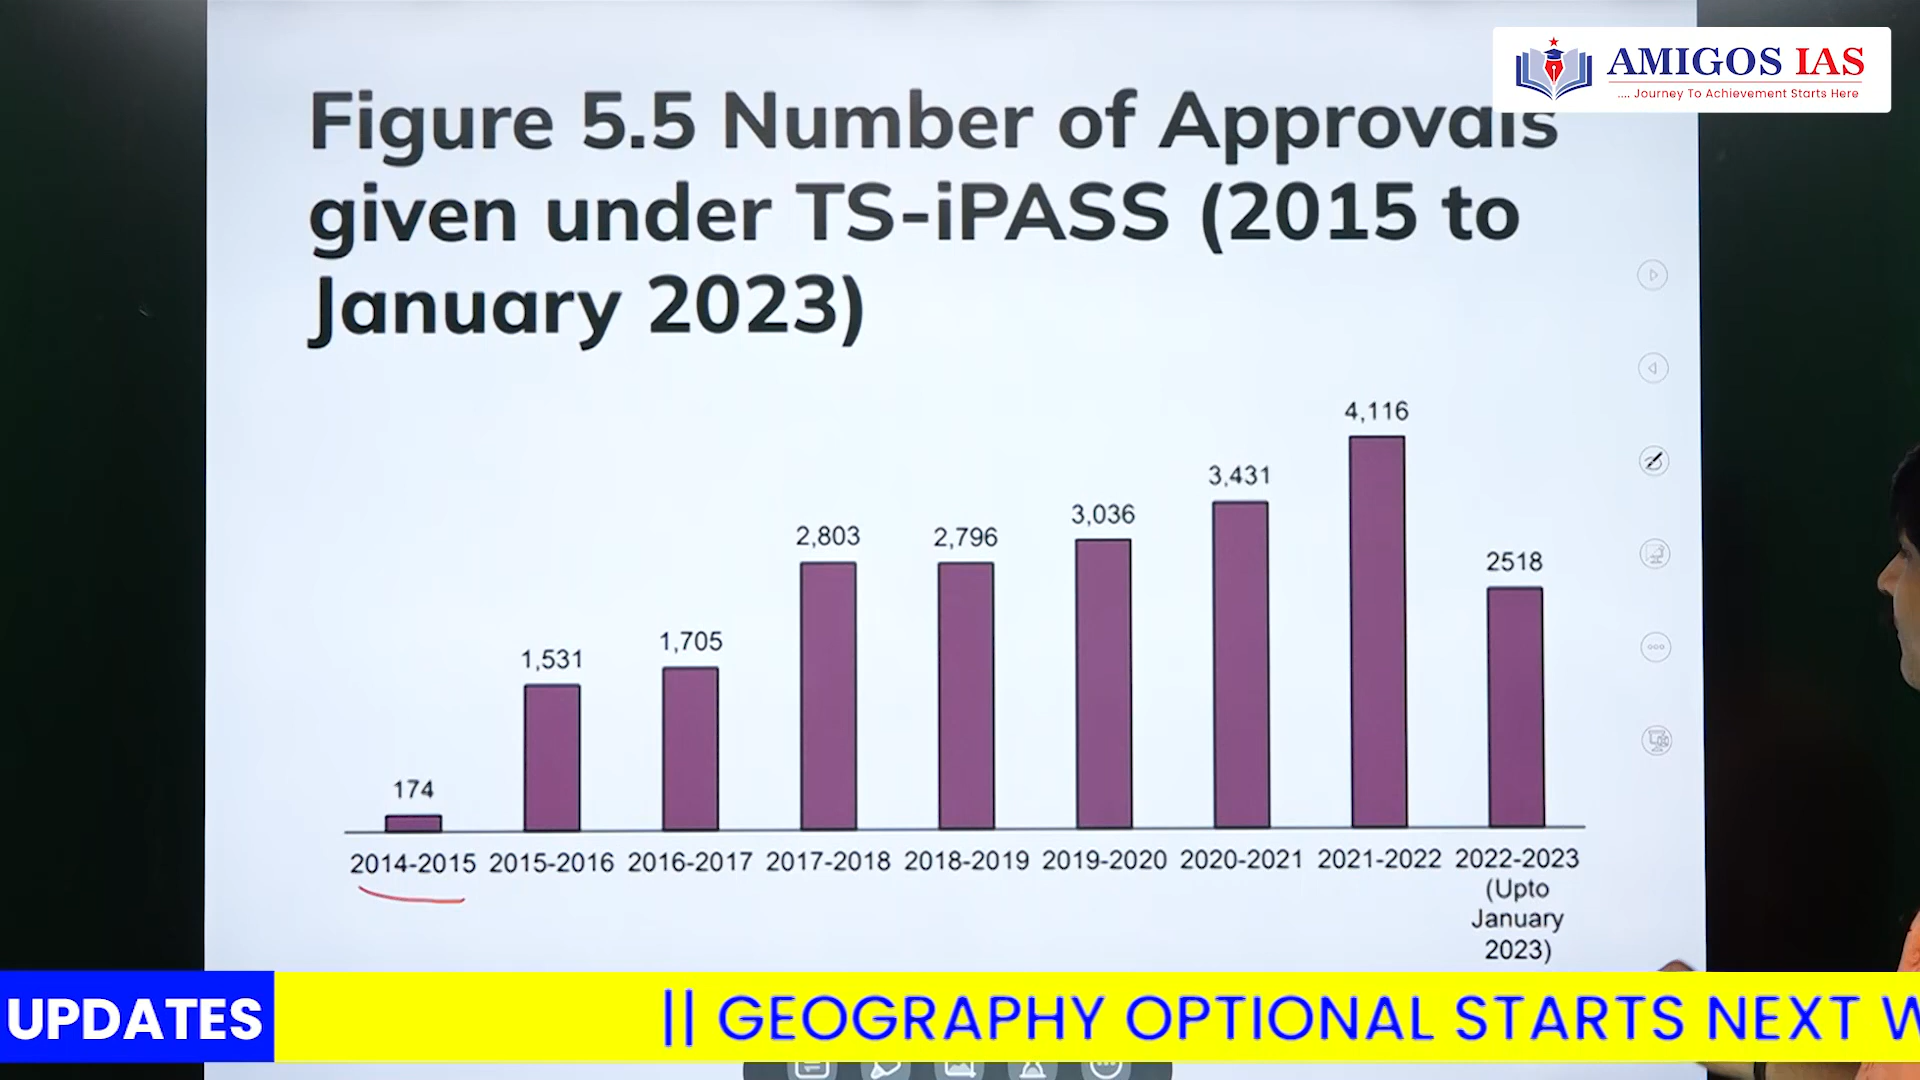 AMIGOS IAS
.... Journey To Achievement Starts Here
Figure 5.5 Number of Approvals
given under TS-iPASS (2015 to
January 2023)
4,116
3,431
3,036
2,803
2,796
2518
1,705
1,531
174
2014-2015 2015-2016 2016-2017 2017-2018 2018-2019 2019-2020 2020-2021 2021-2022 2022-2023
(Upto
January
2023)
UPDATES
|| GEOGRAPHY OPTIONAL STARTS NEXT